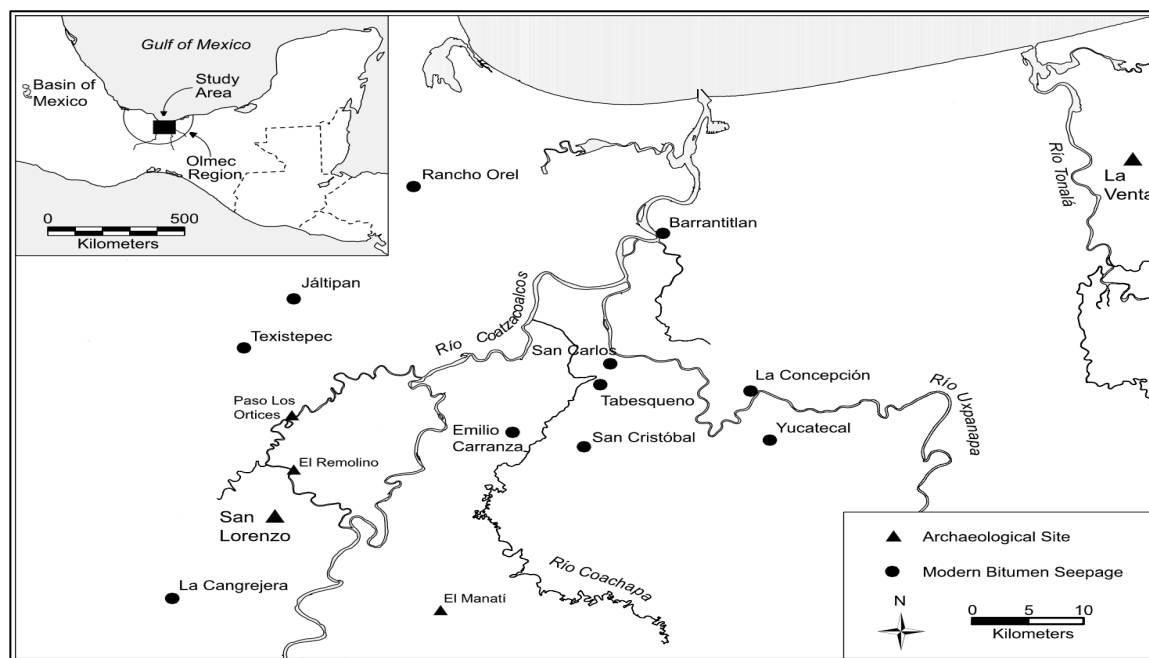 Gulf of Mexico
Study
Area
Basin of
Mexico
Olmec
Region
0 500
Kilometers
Rancho Orel
Barrantitlan
Río Tonalá
La
Venta
Jáltipan
Texistepec
Río Coatzacoalcos
San Carlos
Tabesqueno
La Concepción
Río Uxpanapa
Paso Los
Ortices
Emilio
Carranza
San Cristóbal
Yucatecal
El Remolino
San
Lorenzo
La Cangrejera
El Manatí
Río Coachapa
Archaeological Site
Modern Bitumen Seepage
N
0 5 10
Kilometers